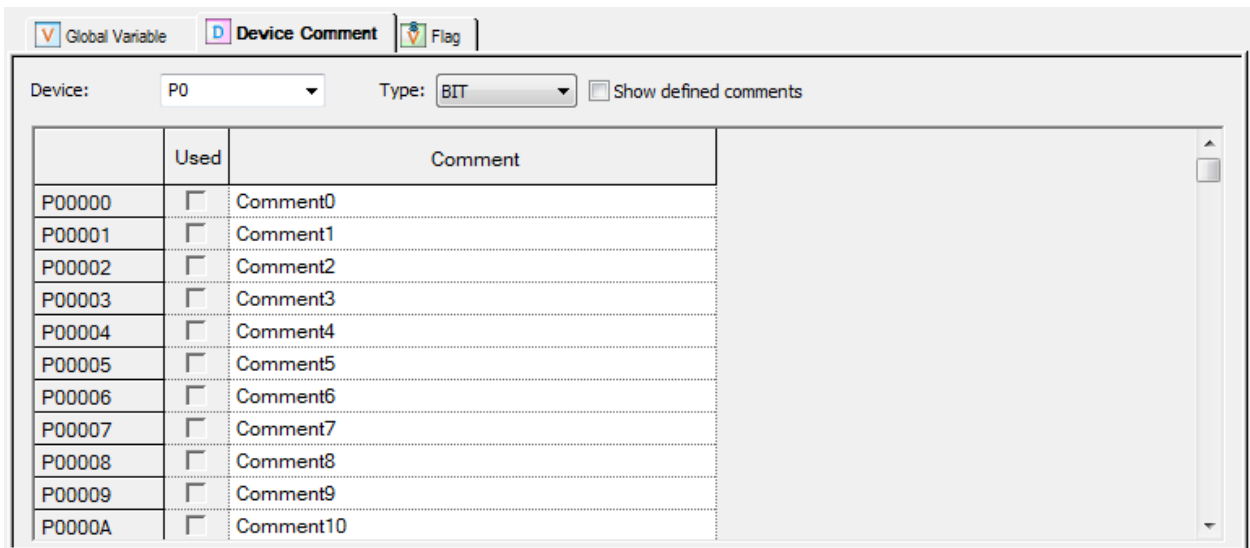 V Global Variable D Device Comment V Flag
Device: P0 Type: BIT Show defined comments
Used Comment
P00000 Comment0
P00001 Comment1
P00002 Comment2
P00003 Comment3
P00004 Comment4
P00005 Comment5
P00006 Comment6
P00007 Comment7
P00008 Comment8
P00009 Comment9
P0000A Comment10